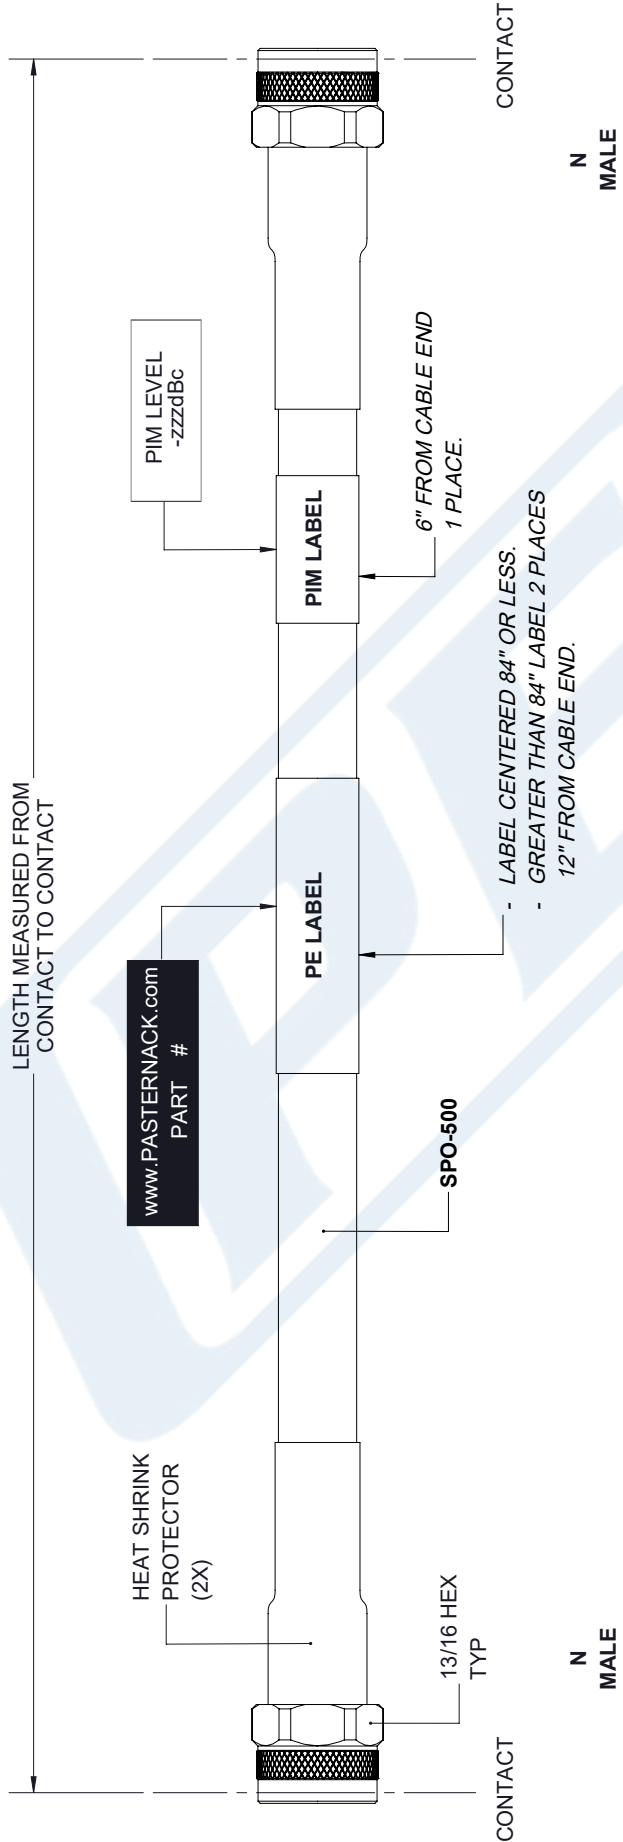 LENGTH MEASURED FROM
CONTACT TO CONTACT
www.PASTERNACK.com
PART #
PIM LEVEL
-zzzdBc
HEAT SHRINK
PROTECTOR
(2X)
PE LABEL
PIM LABEL
6" FROM CABLE END
1 PLACE.
13/16 HEX
TYP
SPO-500
- LABEL CENTERED 84" OR LESS.
- GREATER THAN 84" LABEL 2 PLACES
12" FROM CABLE END.
CONTACT
CONTACT
N
MALE
N
MALE